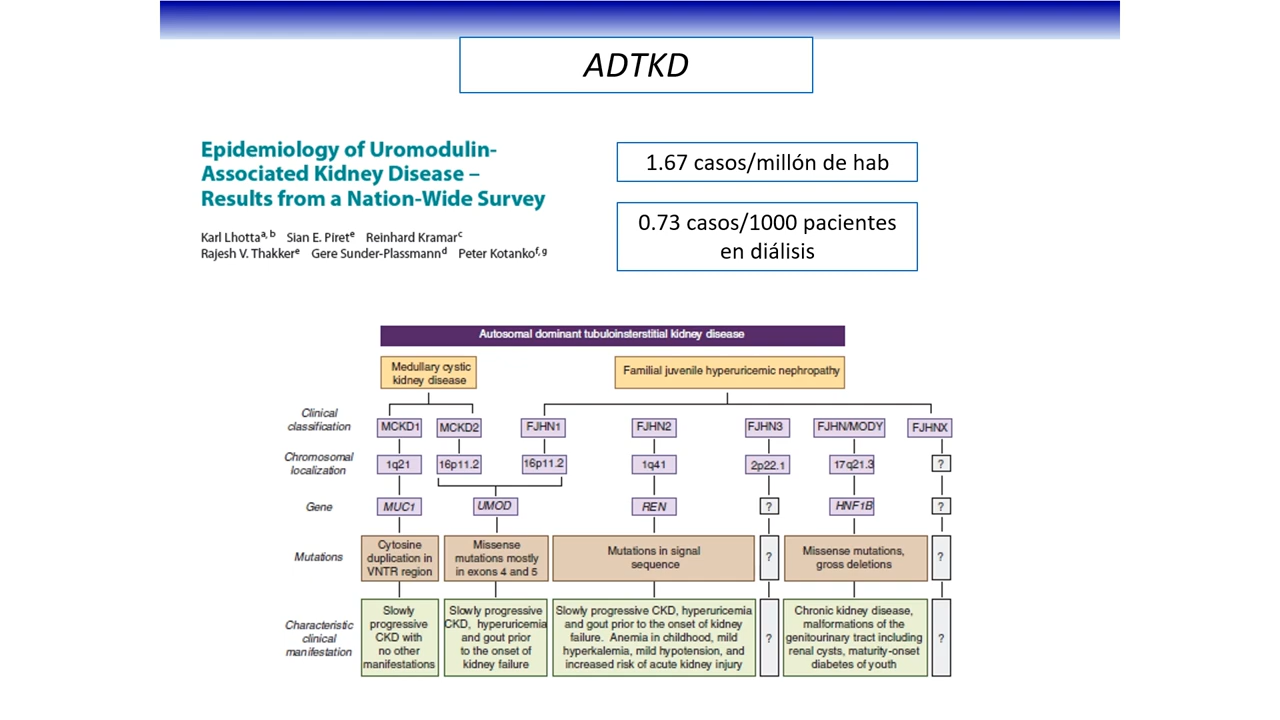 ADTKD
Epidemiology of Uromodulin-
Associated Kidney Disease –
Results from a Nation-Wide Survey
Karl Lhotta a, b Sian E. Piret e Reinhard Kramar c
Rajesh V. Thakker e Gere Sunder-Plassmann d Peter Kotanko f, g
1.67 casos/millón de hab
0.73 casos/1000 pacientes
en diálisis
Autosomal dominant tubulointerstitial kidney disease
Medullary cystic
kidney disease
Familial juvenile hyperuricemic nephropathy
Clinical
classification
MCKD1 MCKD2 FJHN1 FJHN2 FJHN3 FJHN/MODY FJHNX
Chromosomal
localization
1q21 16p11.2 16p11.2 1q41 2p22.1 17q21.3 ?
Gene
MUC1 UMOD REN ? HNF1B ?
Mutations
Cytosine
duplication in
VNTR region
Missense
mutations mostly
in exons 4 and 5
Mutations in signal
sequence
?
Missense mutations,
gross deletions
?
Characteristic
clinical
manifestation
Slowly
progressive
CKD with
no other
manifestations
Slowly progressive
CKD, hyperuricemia
and gout prior
to the onset of
kidney failure
Slowly progressive CKD, hyperuricemia
and gout prior to the onset of kidney
failure. Anemia in childhood, mild
hyperkalemia, mild hypotension, and
increased risk of acute kidney injury
?
Chronic kidney disease,
malformations of the
genitourinary tract including
renal cysts, maturity-onset
diabetes of youth
?